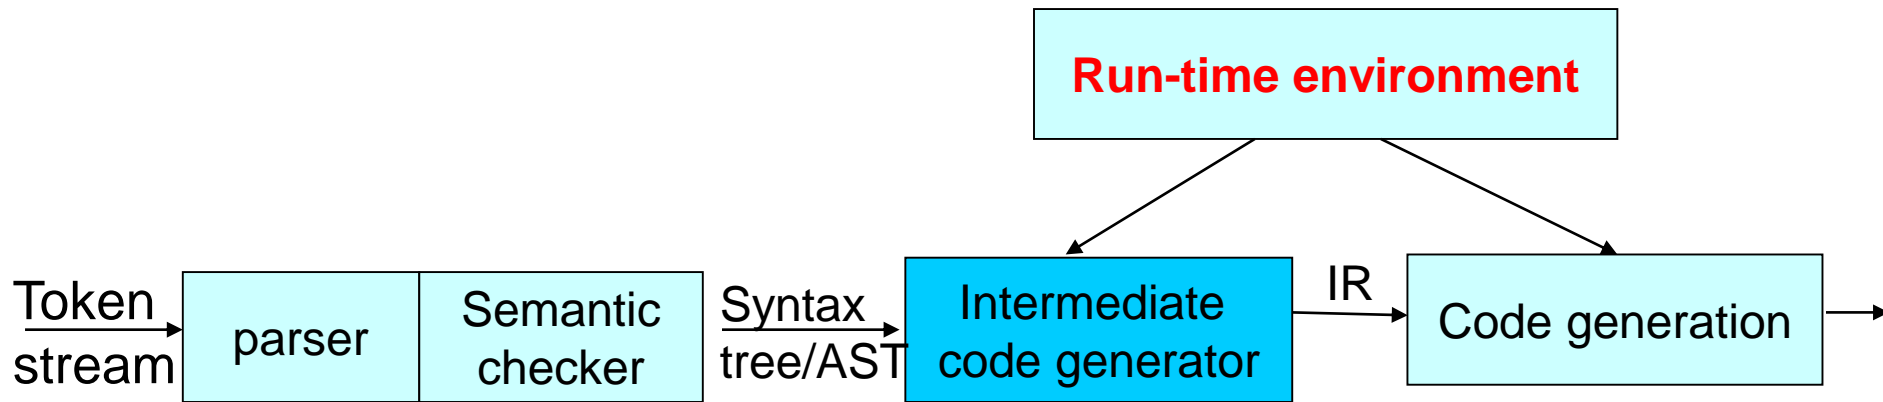 Run-time environment
Token
stream
parser
Semantic
checker
Syntax
tree/AST
Intermediate
code generator
IR
Code generation